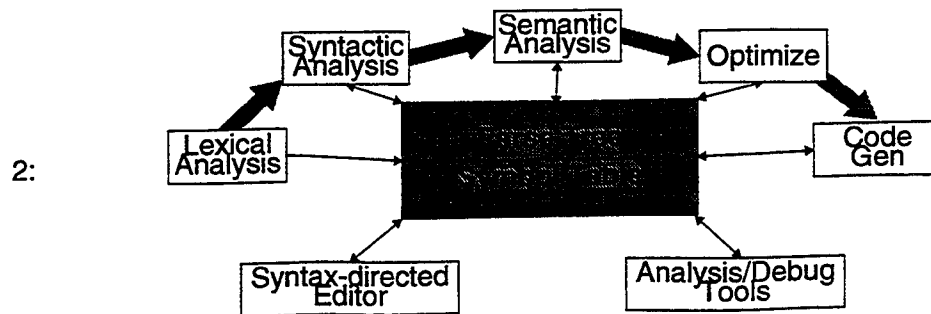 Syntactic
Analysis
Semantic
Analysis
Optimize
Lexical
Analysis
Code
Gen
2:
Syntax-directed
Editor
Analysis/Debug
Tools